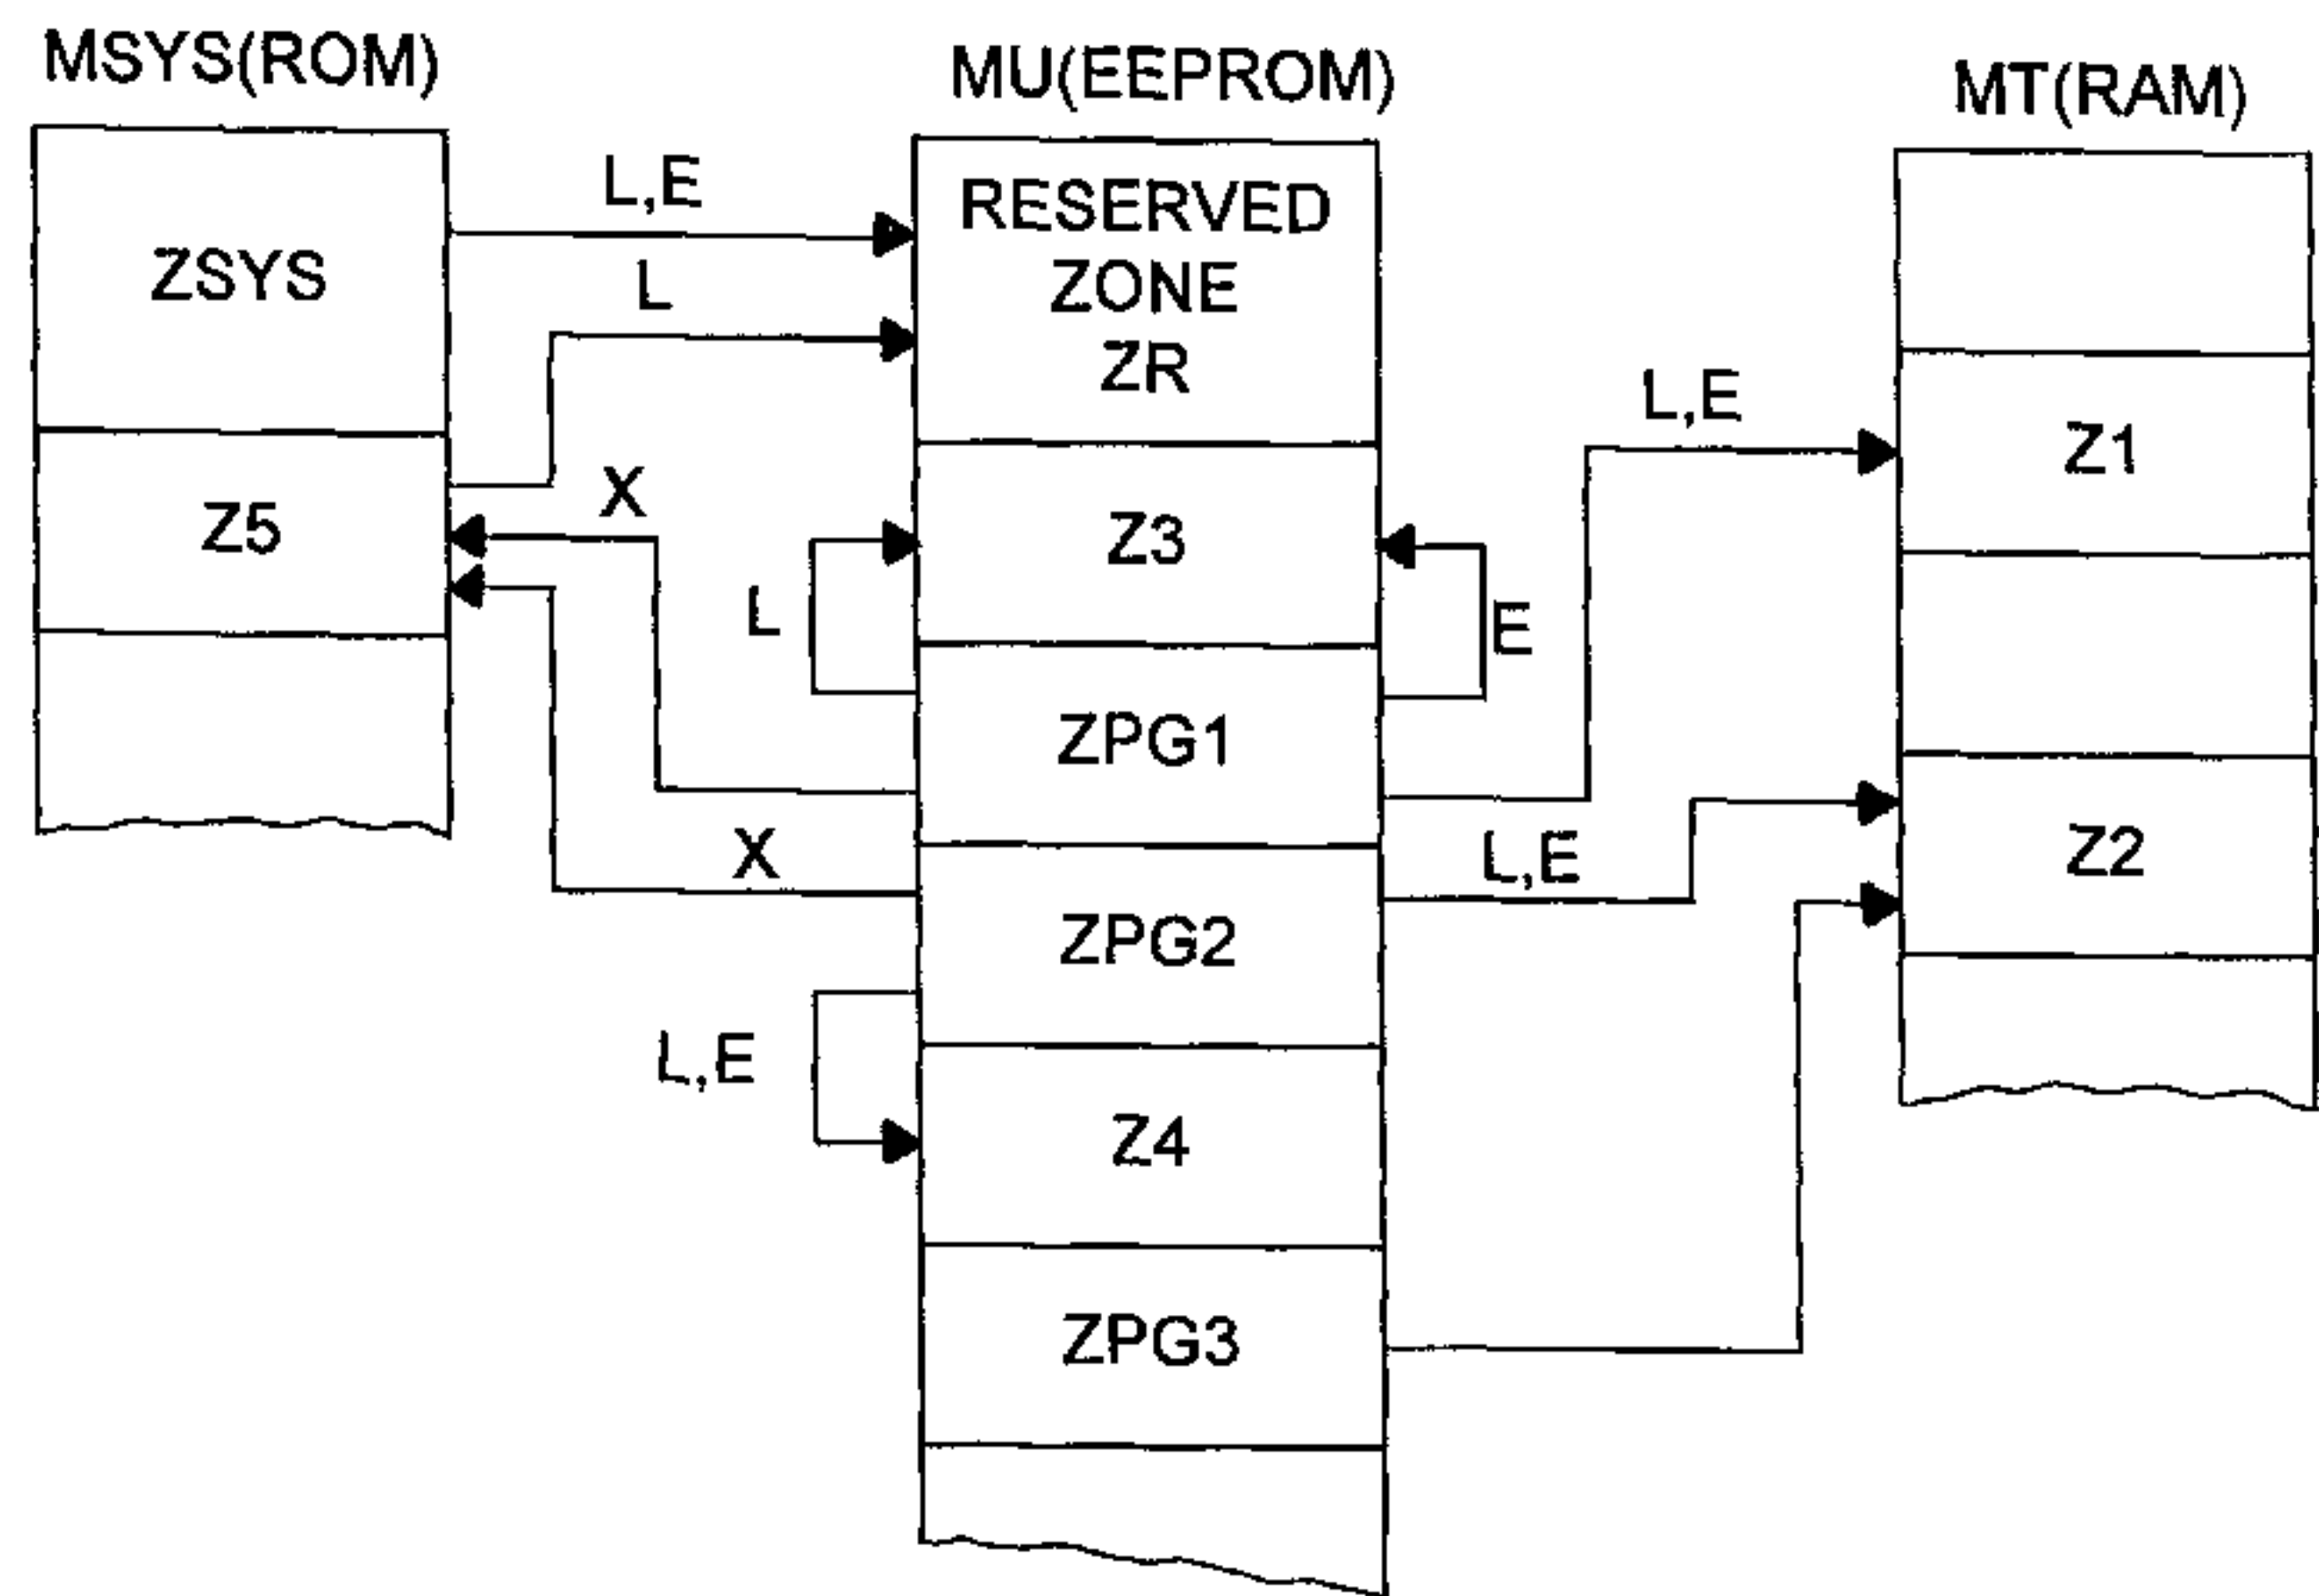 MSYS(ROM)
MU(EEPROM)
MT(RAM)
L,E
RESERVED
ZONE
ZR
ZSYS
L
L,E
Z1
X
Z5
Z3
L
E
ZPG1
X
L,E
Z2
ZPG2
L,E
Z4
ZPG3